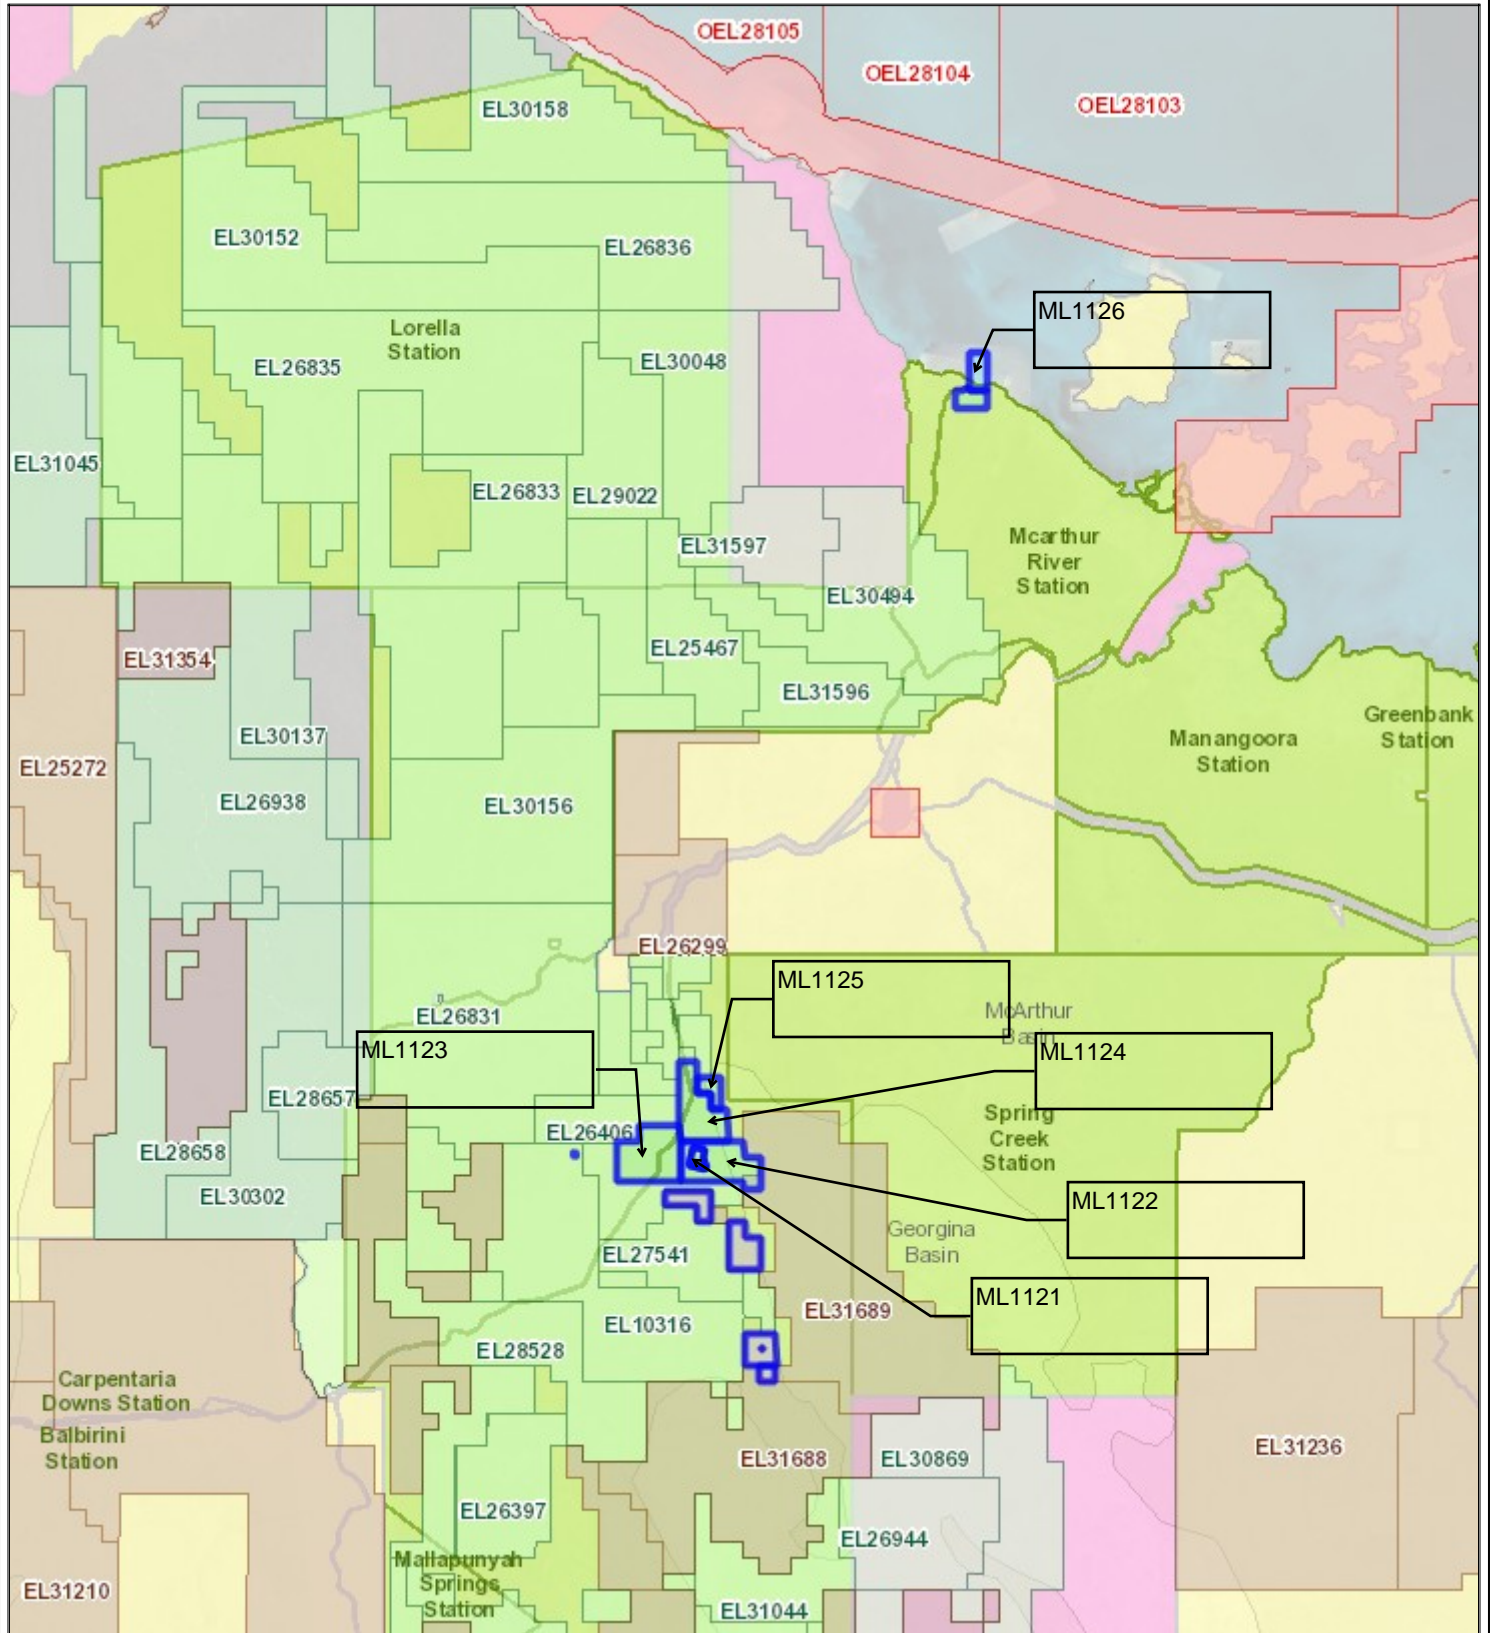 OEL28105
OEL28104
OEL28103
EL30158
EL30152
EL26836
ML1126
Lorella
Station
EL26835
EL30048
EL31045
EL26833
EL29022
EL31597
Mcarthur
River
Station
EL30494
EL31354
EL25467
EL31596
EL30137
EL25272
Manangoora
Station
Greenbank
Station
EL26938
EL30156
EL26299
ML1125
McArthur
Basin
EL26831
ML1123
ML1124
EL28657
EL26406
Spring
Creek
Station
EL28658
EL30302
ML1122
Georgina
Basin
EL27541
ML1121
EL31689
EL10316
EL28528
Carpentaria
Downs Station
Balbirini
Station
EL31688
EL30869
EL31236
EL26397
EL26944
Mallapunyah
Springs
Station
EL31210
EL31044